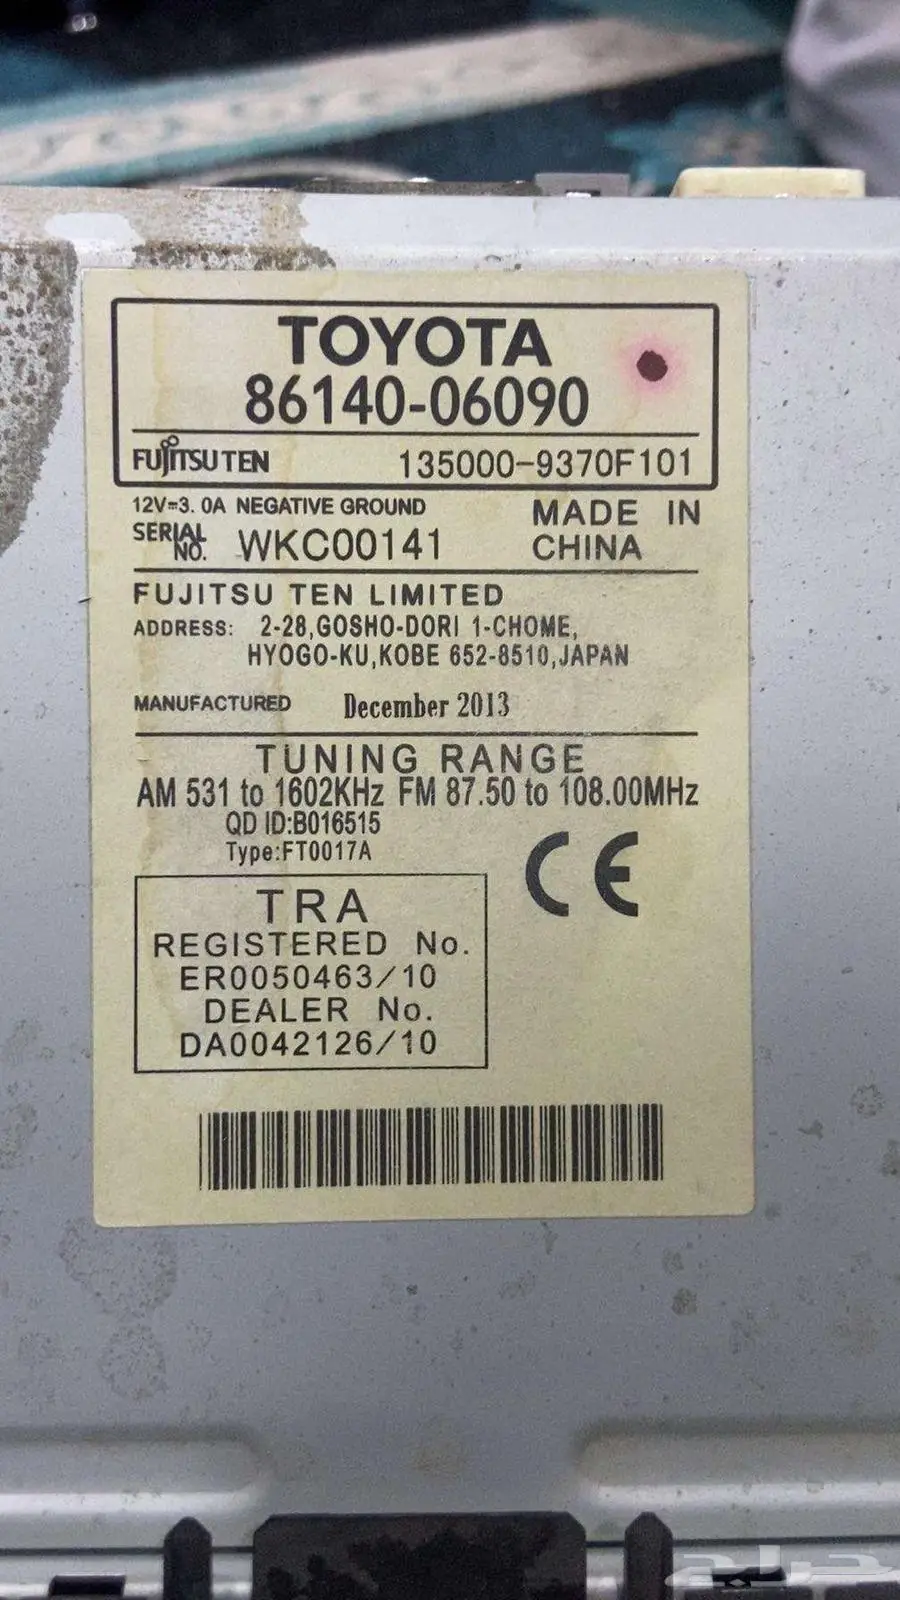 TOYOTA
86140-06090
FUJITSU TEN 135000-9370F101
12V=3.0A NEGATIVE GROUND
MADE IN
CHINA
SERIAL
NO. WKC00141
FUJITSU TEN LIMITED
ADDRESS: 2-28,GOSHO-DORI 1-CHOME,
HYOGO-KU,KOBE 652-8510,JAPAN
MANUFACTURED December 2013
TUNING RANGE
AM 531 to 1602KHz FM 87.50 to 108.00MHz
QD ID:B016515
Type:FT0017A
CE
TRA
REGISTERED No.
ER0050463/10
DEALER No.
DA0042126/10
حراج